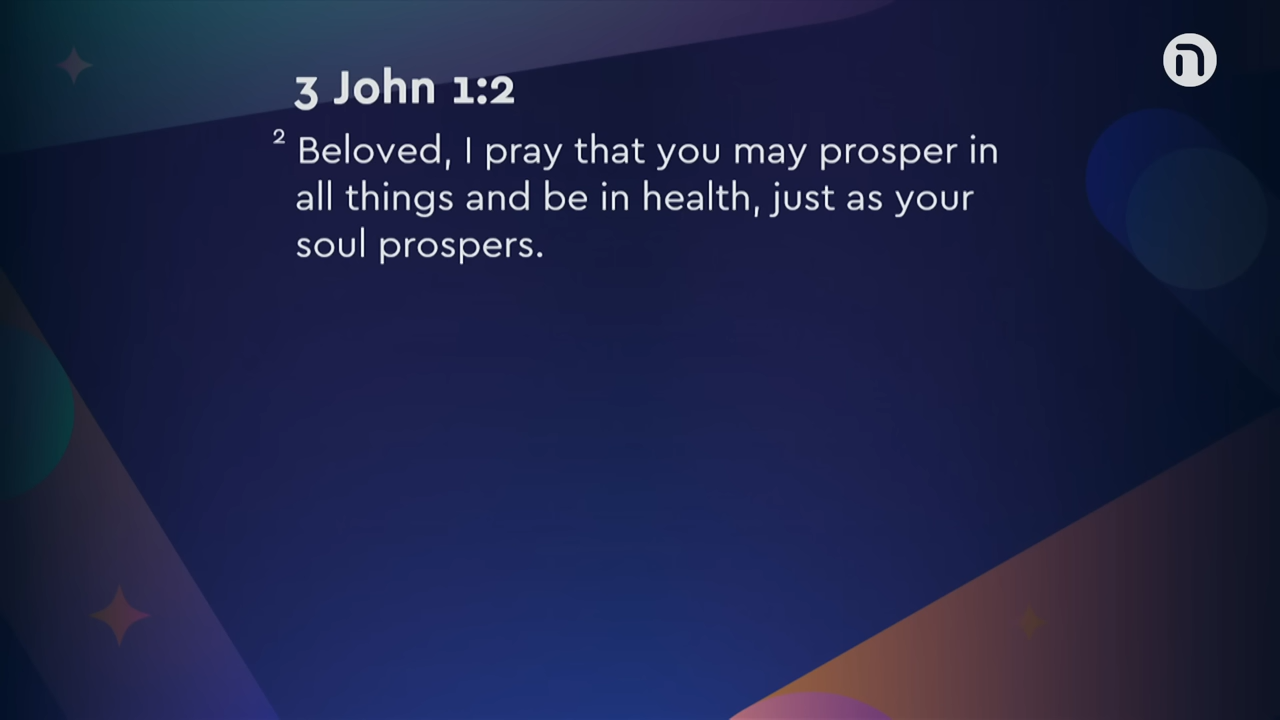 3 John 1:2
2 Beloved, I pray that you may prosper in
all things and be in health, just as your
soul prospers.